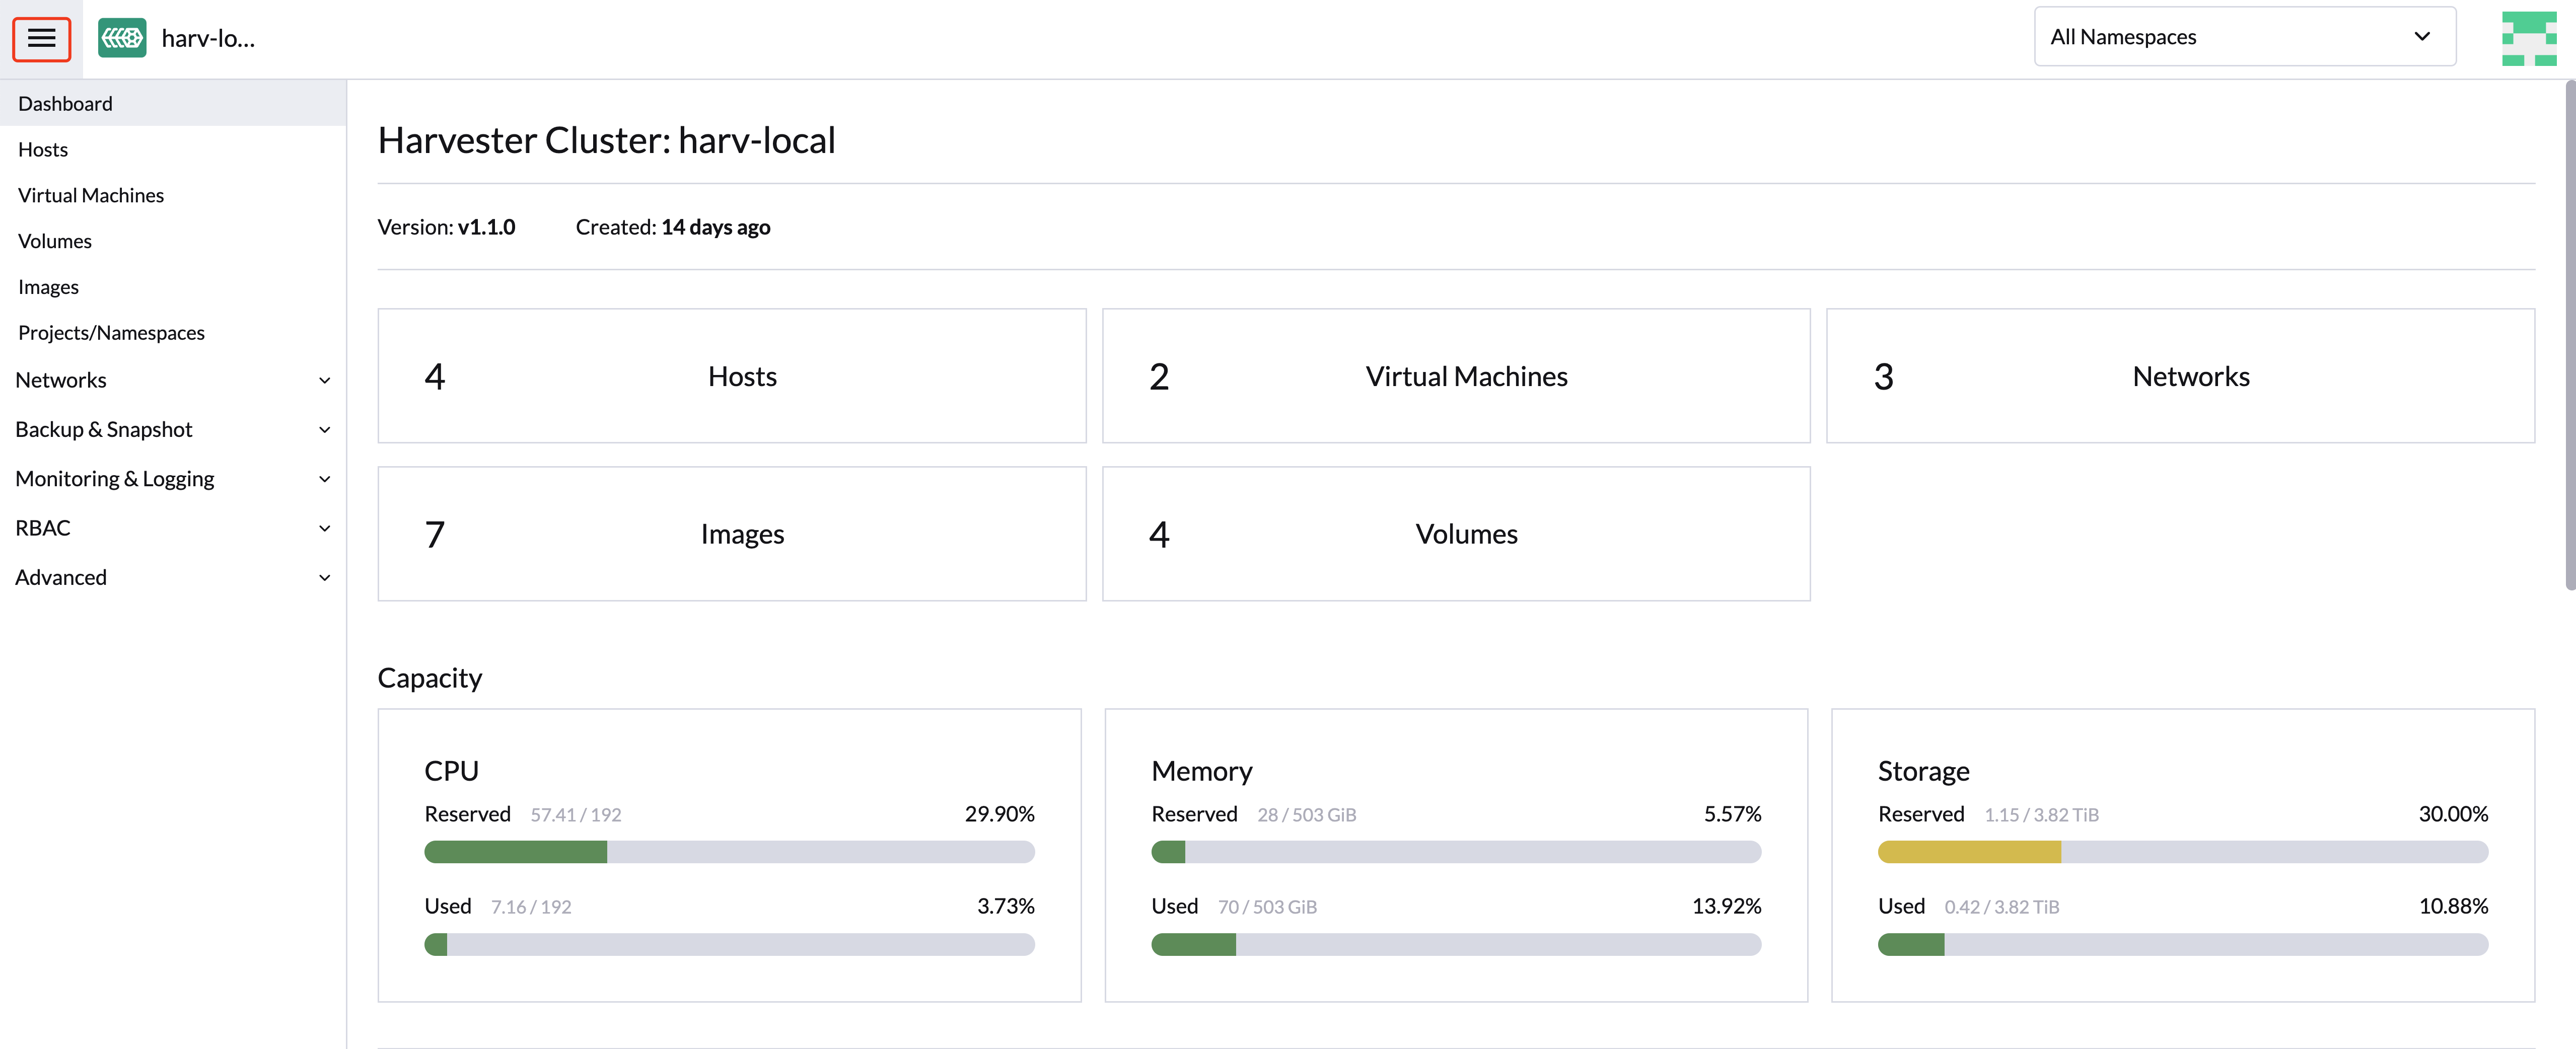 harv-lo...
All Namespaces
Dashboard
Hosts
Virtual Machines
Volumes
Images
Projects/Namespaces
Networks
Backup & Snapshot
Monitoring & Logging
RBAC
Advanced
Harvester Cluster: harv-local
Version: v1.1.0 Created: 14 days ago
4 Hosts
2 Virtual Machines
3 Networks
7 Images
4 Volumes
Capacity
CPU
Reserved 57.41 / 192 29.90%
Used 7.16 / 192 3.73%
Memory
Reserved 28 / 503 GiB 5.57%
Used 70 / 503 GiB 13.92%
Storage
Reserved 1.15 / 3.82 TiB 30.00%
Used 0.42 / 3.82 TiB 10.88%